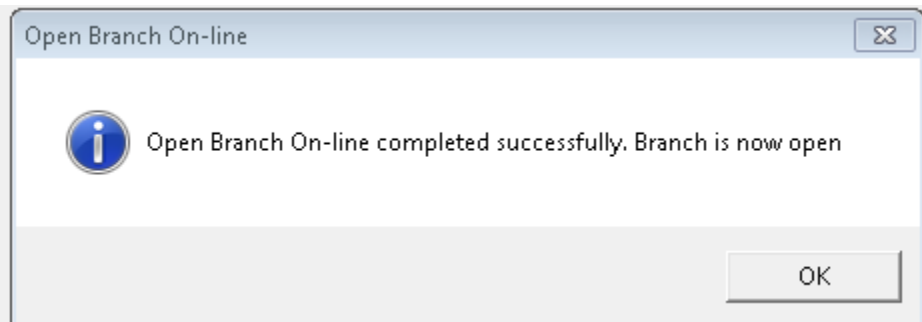 Open Branch On-line
Open Branch On-line completed successfully. Branch is now open
OK